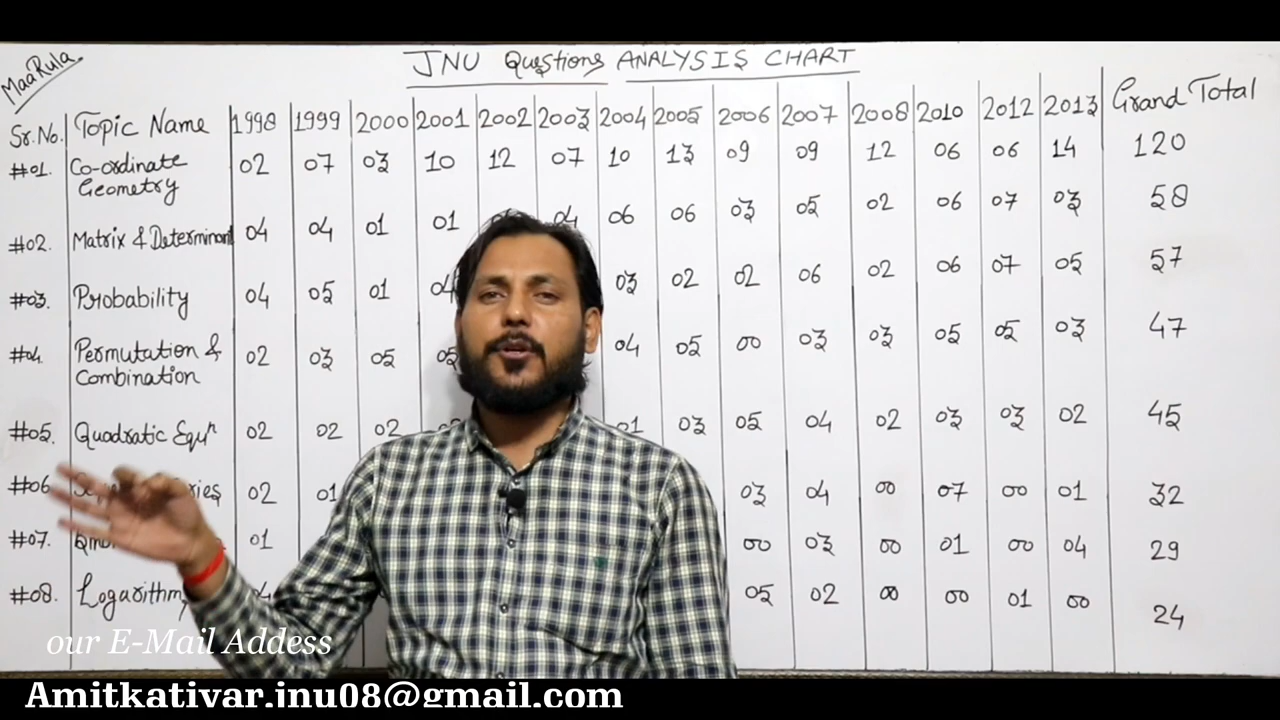 MaaRula
JNU Questions ANALYSIS CHART
Sr.No. Topic Name 1998 1999 2000 2001 2002 2003 2004 2005 2006 2007 2008 2010 2012 2013 Grand Total
#01. Co-ordinate Geometry 02 07 03 10 12 07 10 13 09 09 12 06 06 14 120
#02. Matrix & Determinant 04 04 01 01 04 06 06 03 05 02 06 07 03 58
#03. Probability 04 05 01 04 03 02 02 06 02 06 07 05 57
#04. Permutation & Combination 02 03 05 05 04 05 00 03 03 05 05 03 47
#05. Quadratic Equⁿ 02 02 02 01 03 05 04 02 03 03 02 45
#06 02 01 03 04 00 07 00 01 32
#07. 01 00 03 00 01 00 04 29
#08. Logarithm 05 02 00 00 01 00 24
our E-Mail Addess
Amitkativar.jnu08@gmail.com